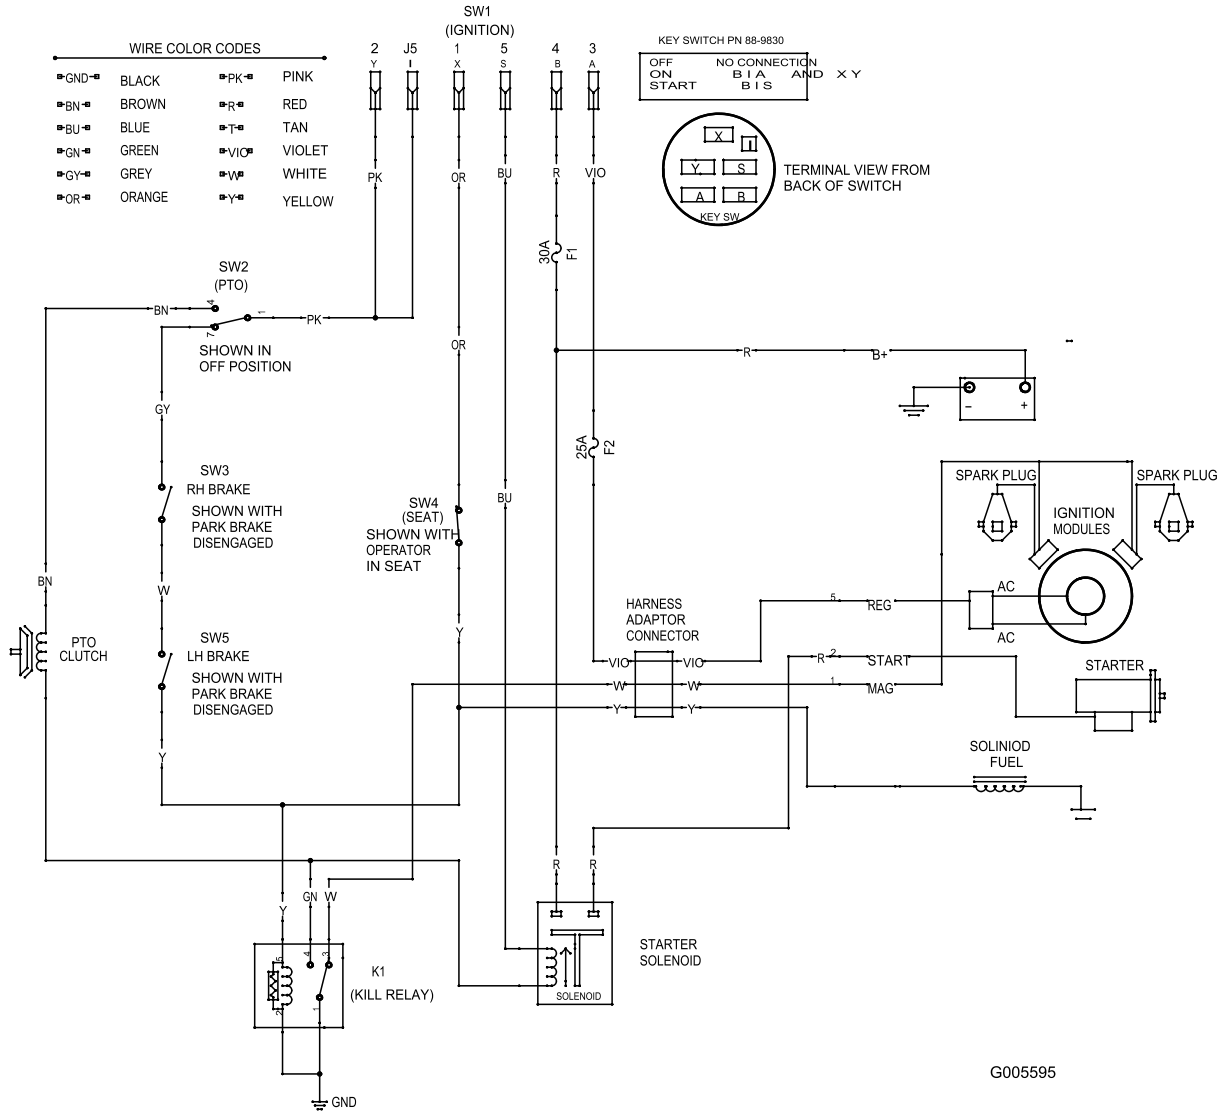 SW1
(IGNITION)
WIRE COLOR CODES
GND BLACK PK PINK
BN BROWN R RED
BU BLUE T TAN
GN GREEN VIO VIOLET
GY GREY W WHITE
OR ORANGE Y YELLOW
2 J5 1 5 4 3
Y I X S B A
KEY SWITCH PN 88-9830
OFF NO CONNECTION
ON B I A AND X Y
START B I S
X
I
Y S
A B
KEY SW
TERMINAL VIEW FROM
BACK OF SWITCH
PK OR BU R VIO
30A
F1
SW2
(PTO)
4
1
7
BN
PK
SHOWN IN
OFF POSITION
OR
R
B+
–
+
GY
25A
F2
SW3
RH BRAKE
SHOWN WITH
PARK BRAKE
DISENGAGED
BU
SW4
(SEAT)
SHOWN WITH
OPERATOR
IN SEAT
SPARK PLUG
SPARK PLUG
IGNITION
MODULES
BN
W
AC
AC
HARNESS
ADAPTOR
CONNECTOR
5
REG
PTO
CLUTCH
SW5
LH BRAKE
SHOWN WITH
PARK BRAKE
DISENGAGED
Y
VIO VIO
R 2 START
STARTER
W W
1 MAG
Y Y
Y
SOLINIOD
FUEL
R R
GN W
Y
5
4
3
2
1
K1
(KILL RELAY)
STARTER
SOLENOID
SOLENOID
GND
G005595